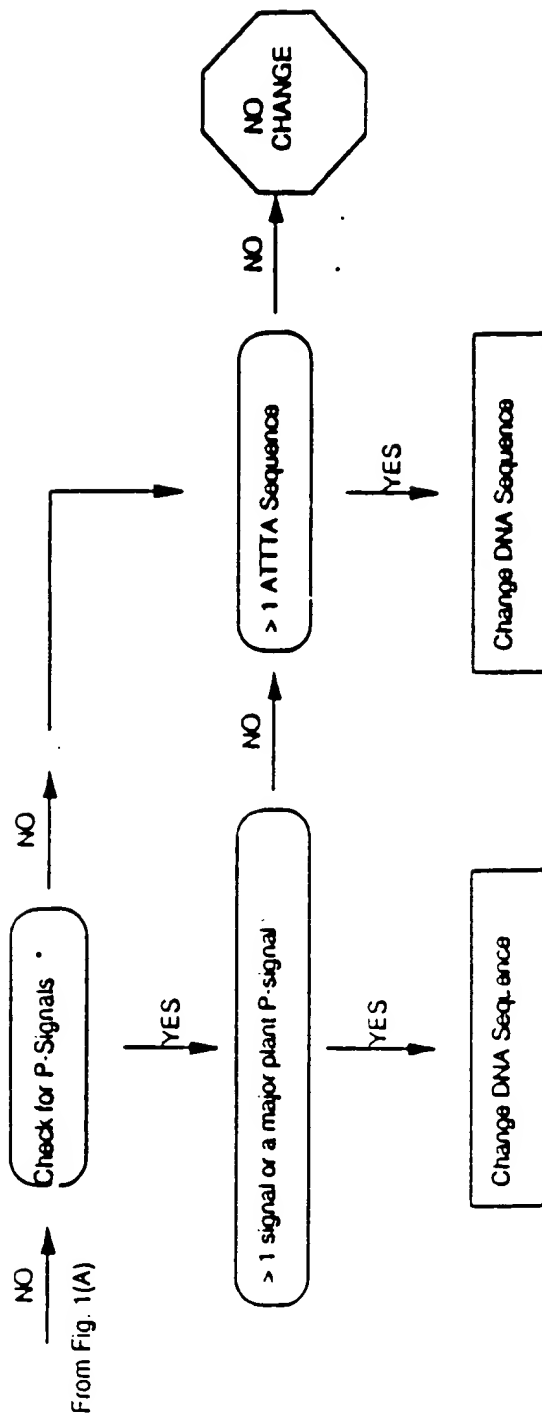 NO
From Fig. 1(A)
Check for P-Signals
NO
YES
> 1 signal or a major plant P-signal
NO
> 1 ATTTA Sequence
NO
NO
CHANGE
YES
YES
Change DNA Sequence
Change DNA Sequence